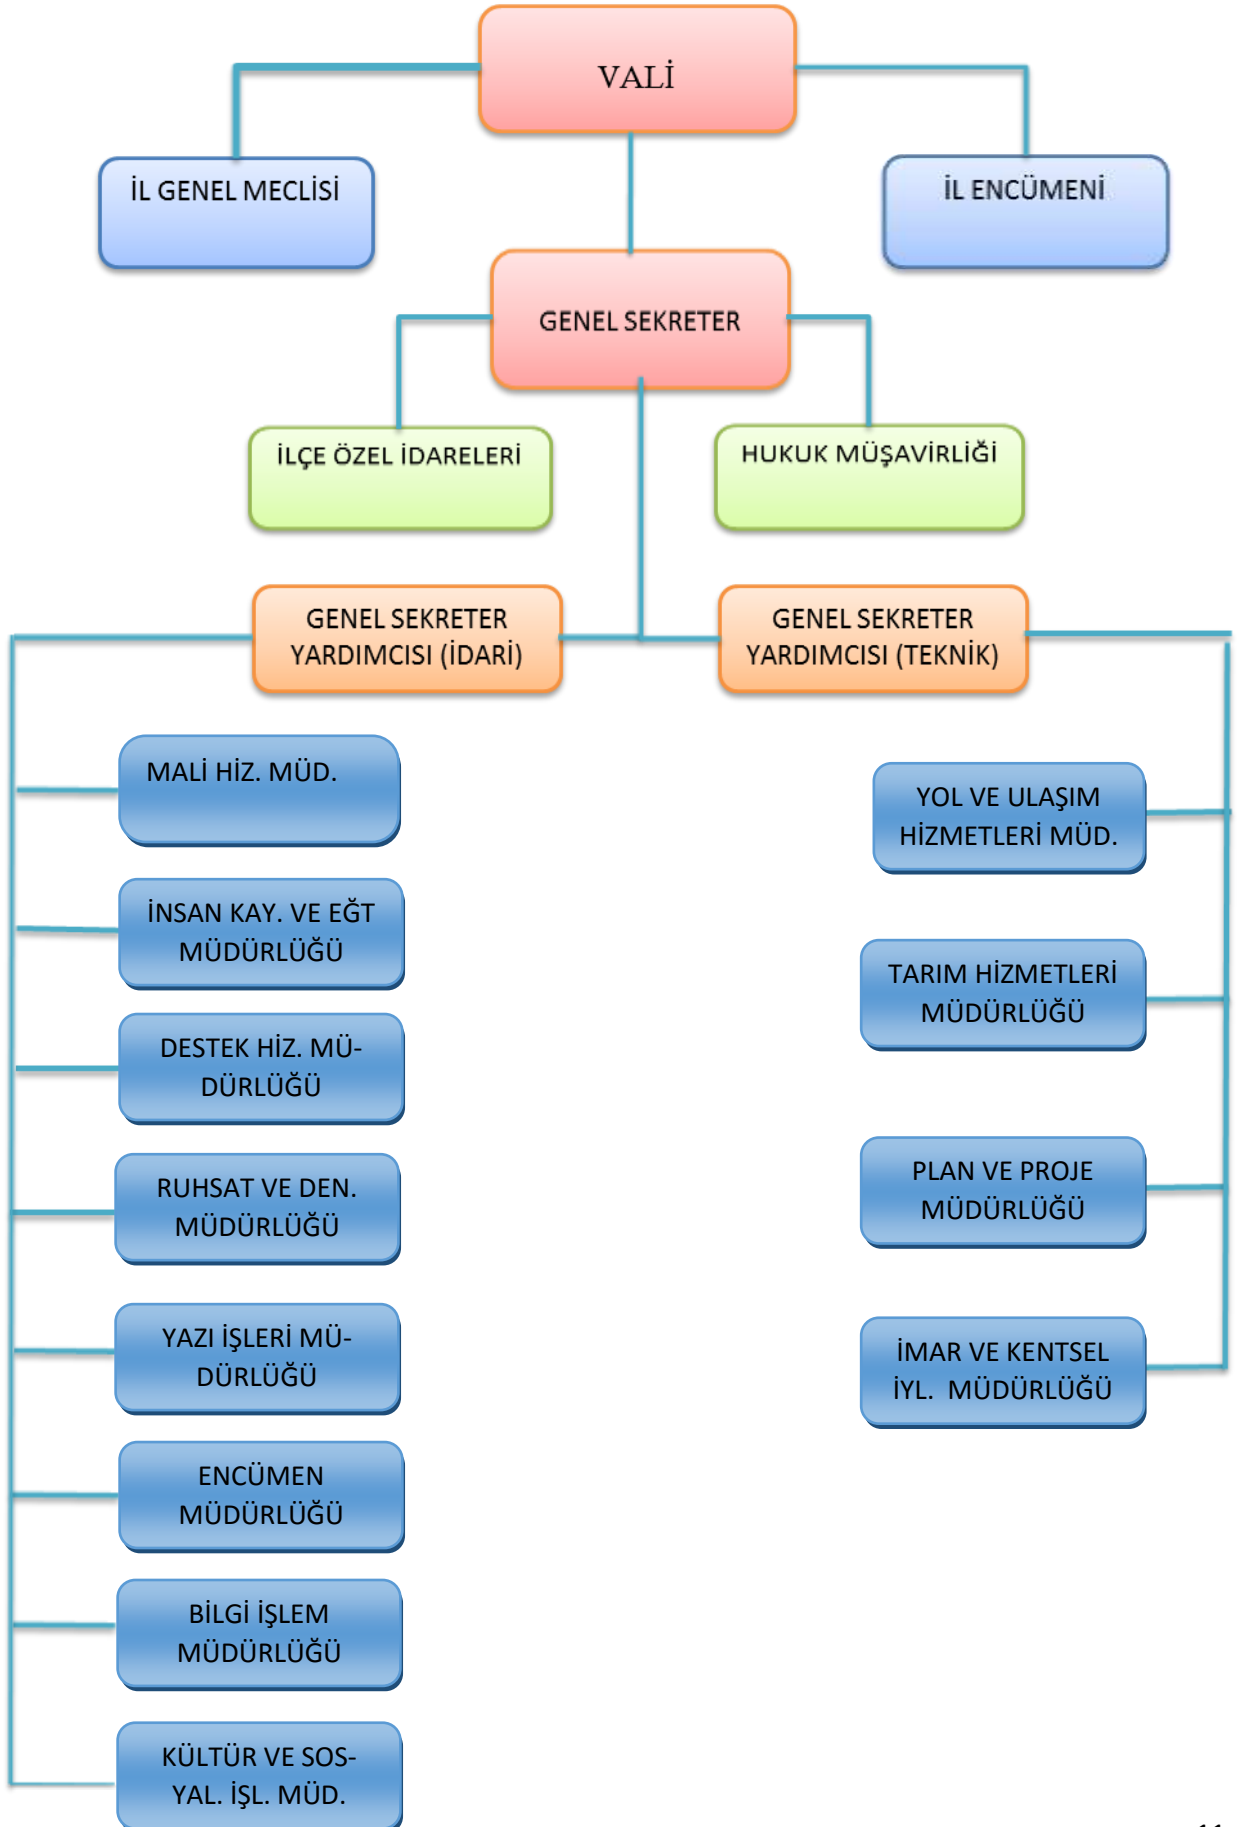 VALİ
İL GENEL MECLİSİ
İL ENCÜMENİ
GENEL SEKRETER
İLÇE ÖZEL İDARELERİ
HUKUK MÜŞAVİRLİĞİ
GENEL SEKRETER
YARDIMCISI (İDARİ)
GENEL SEKRETER
YARDIMCISI (TEKNİK)
MALİ HİZ. MÜD.
İNSAN KAY. VE EĞT
MÜDÜRLÜĞÜ
DESTEK HİZ. MÜ-
DÜRLÜĞÜ
RUHSAT VE DEN.
MÜDÜRLÜĞÜ
YAZI İŞLERİ MÜ-
DÜRLÜĞÜ
ENCÜMEN
MÜDÜRLÜĞÜ
BİLGİ İŞLEM
MÜDÜRLÜĞÜ
KÜLTÜR VE SOS-
YAL. İŞL. MÜD.
YOL VE ULAŞIM
HİZMETLERİ MÜD.
TARIM HİZMETLERİ
MÜDÜRLÜĞÜ
PLAN VE PROJE
MÜDÜRLÜĞÜ
İMAR VE KENTSEL
İYL.  MÜDÜRLÜĞÜ